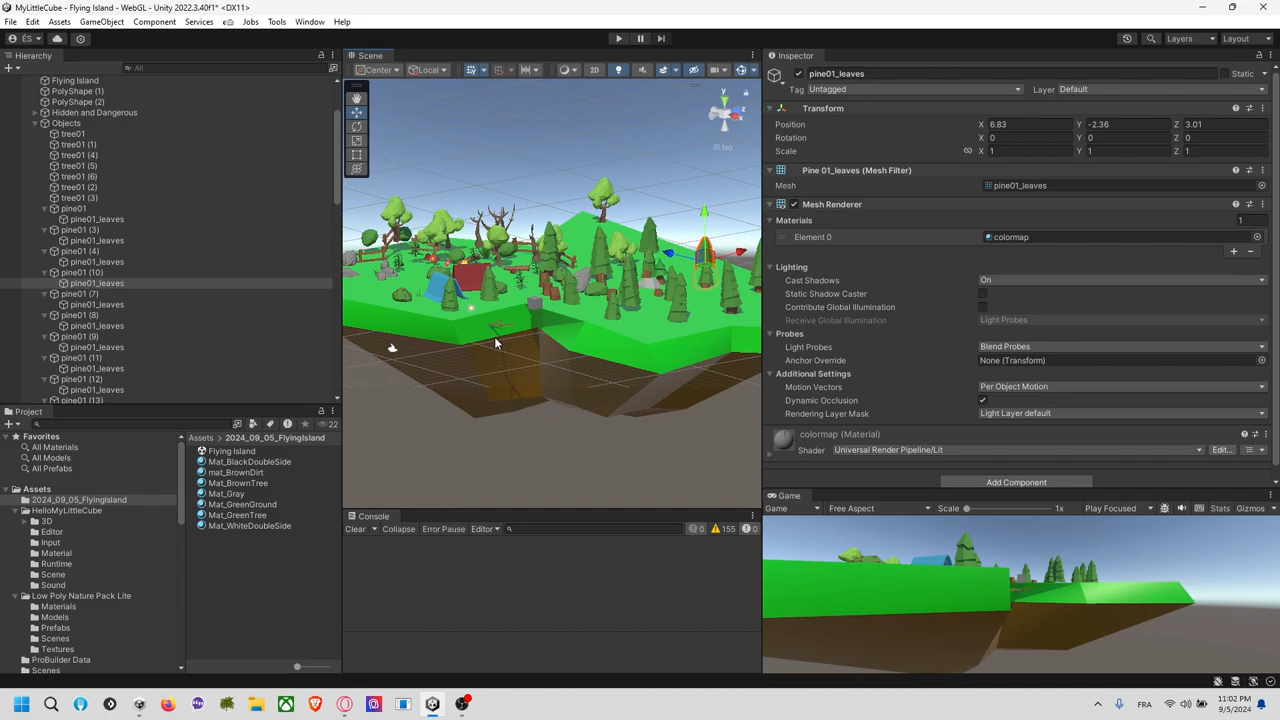 MyLittleCube - Flying Island - WebGL - Unity 2022.3.40f1* <DX11>
File Edit Assets GameObject Component Services Jobs Tools Window Help
ÉS Layers Layout
Hierarchy
All
Flying Island
PolyShape (1)
PolyShape (2)
Hidden and Dangerous
Objects
tree01
tree01 (1)
tree01 (4)
tree01 (5)
tree01 (6)
tree01 (2)
tree01 (3)
pine01
pine01_leaves
pine01 (3)
pine01_leaves
pine01 (4)
pine01_leaves
pine01 (10)
pine01_leaves
pine01 (7)
pine01_leaves
pine01 (8)
pine01_leaves
pine01 (9)
pine01_leaves
pine01 (11)
pine01_leaves
pine01 (12)
pine01_leaves
pine01 (13)
Scene
Center Local 2D
y
z
x
Iso
Inspector
pine01_leaves Static
Tag Untagged Layer Default
Transform
Position X 6.83 Y -2.36 Z 3.01
Rotation X 0 Y 0 Z 0
Scale X 1 Y 1 Z 1
Pine 01_leaves (Mesh Filter)
Mesh pine01_leaves
Mesh Renderer
Materials 1
Element 0 colormap
Lighting
Cast Shadows On
Static Shadow Caster
Contribute Global Illumination
Receive Global Illumination Light Probes
Probes
Light Probes Blend Probes
Anchor Override None (Transform)
Additional Settings
Motion Vectors Per Object Motion
Dynamic Occlusion
Rendering Layer Mask Light Layer default
colormap (Material)
Shader Universal Render Pipeline/Lit Edit...
Add Component
Project
22
Favorites
All Materials
All Models
All Prefabs
Assets
2024_09_05_FlyingIsland
HelloMyLittleCube
3D
Editor
Input
Material
Runtime
Scene
Sound
Low Poly Nature Pack Lite
Materials
Models
Prefabs
Scenes
Textures
ProBuilder Data
Scenes
Assets > 2024_09_05_FlyingIsland
Flying Island
Mat_BlackDoubleSide
mat_BrownDirt
Mat_BrownTree
Mat_Gray
Mat_GreenGround
Mat_GreenTree
Mat_WhiteDoubleSide
Console
Clear Collapse Error Pause Editor 0 155 0
Game
Game Free Aspect Scale 1x Play Focused Stats Gizmos
FRA 11:02 PM
9/5/2024